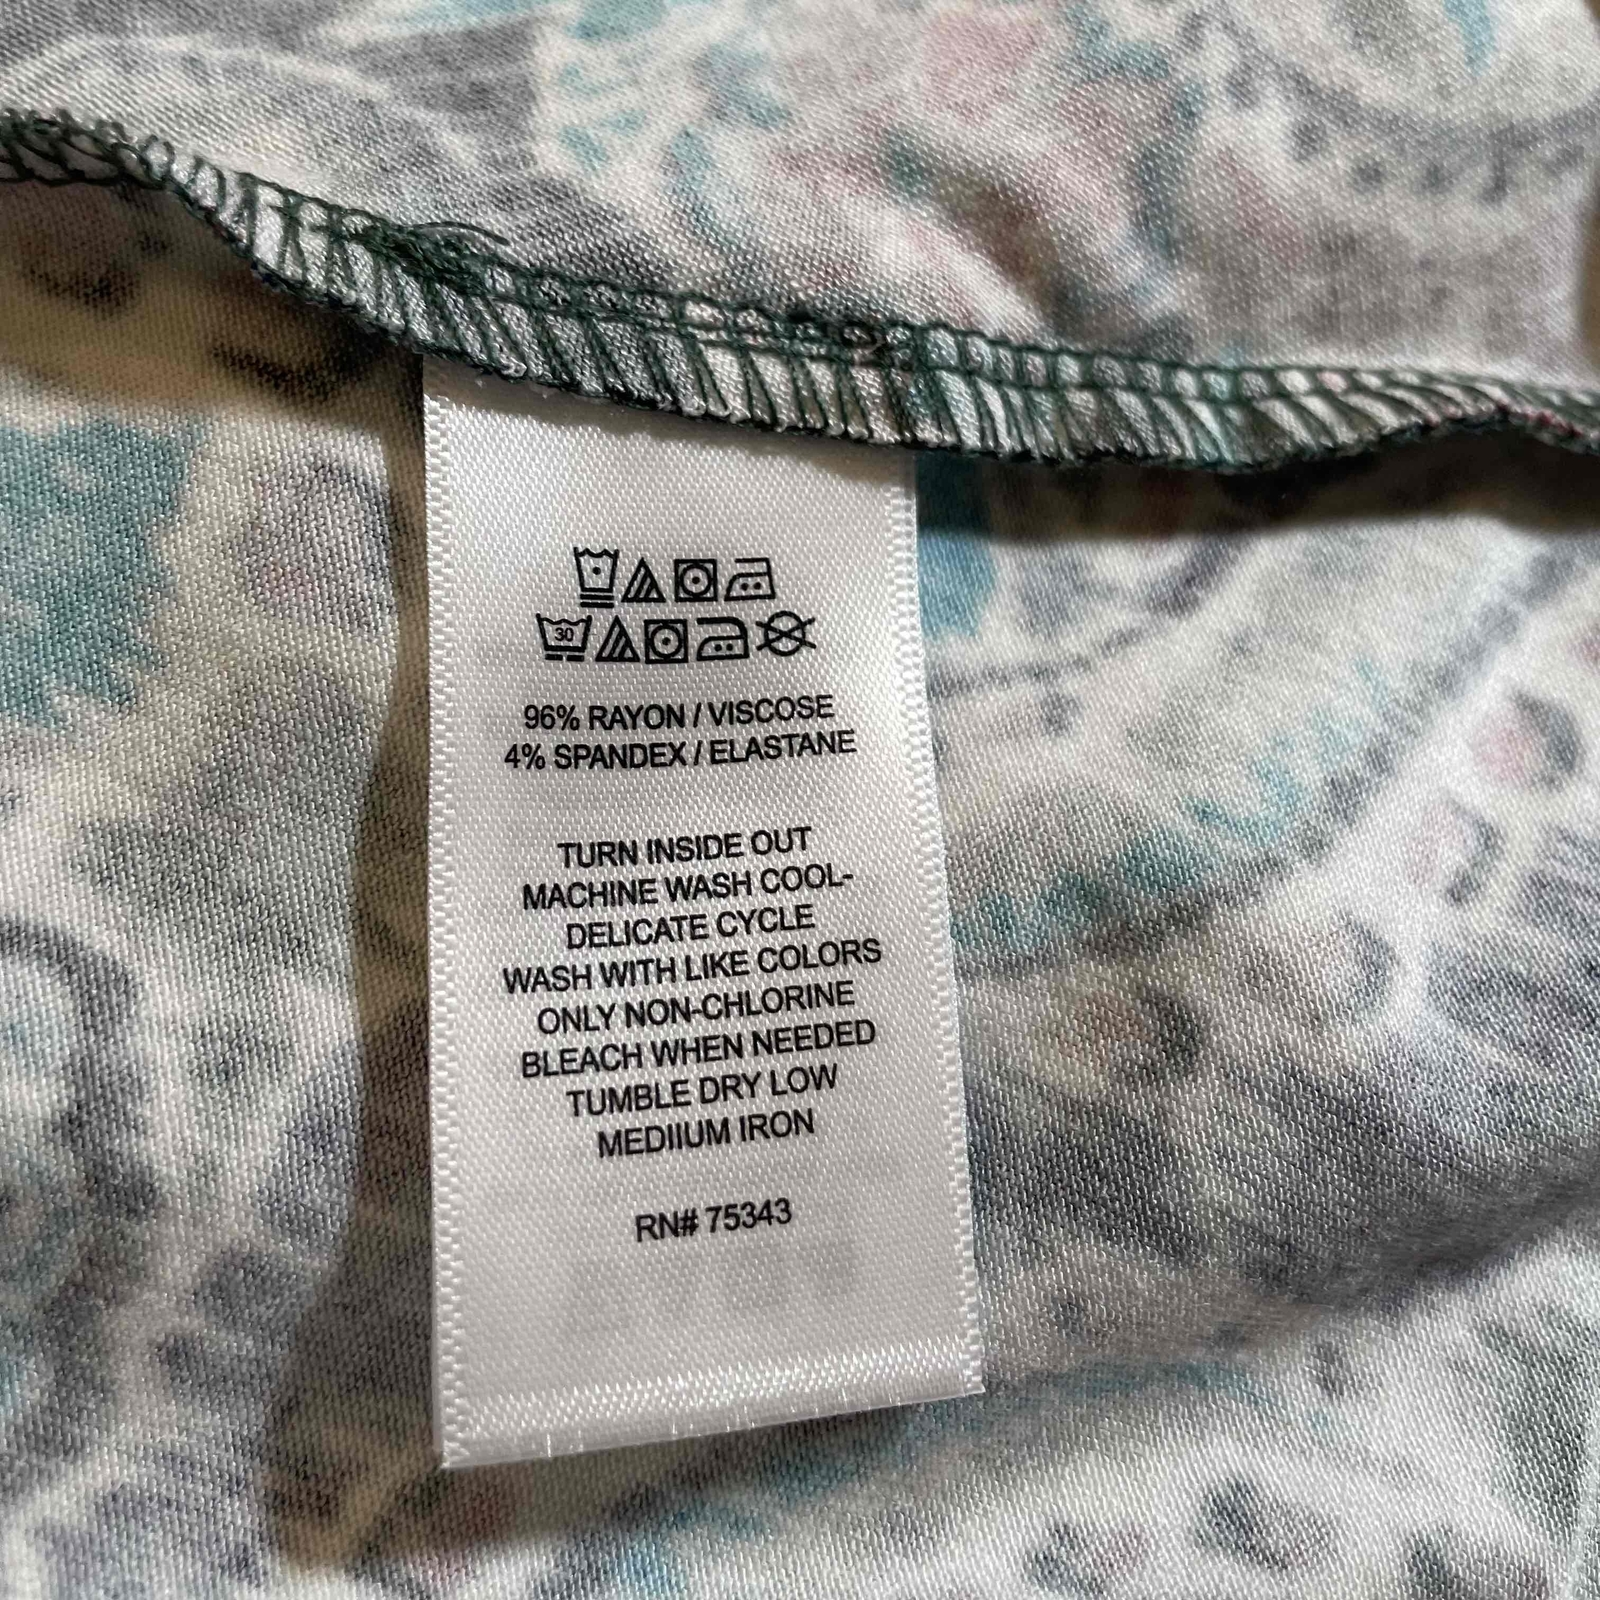 30
96% RAYON / VISCOSE
4% SPANDEX / ELASTANE
TURN INSIDE OUT
MACHINE WASH COOL-
DELICATE CYCLE
WASH WITH LIKE COLORS
ONLY NON-CHLORINE
BLEACH WHEN NEEDED
TUMBLE DRY LOW
MEDIIUM IRON
RN# 75343